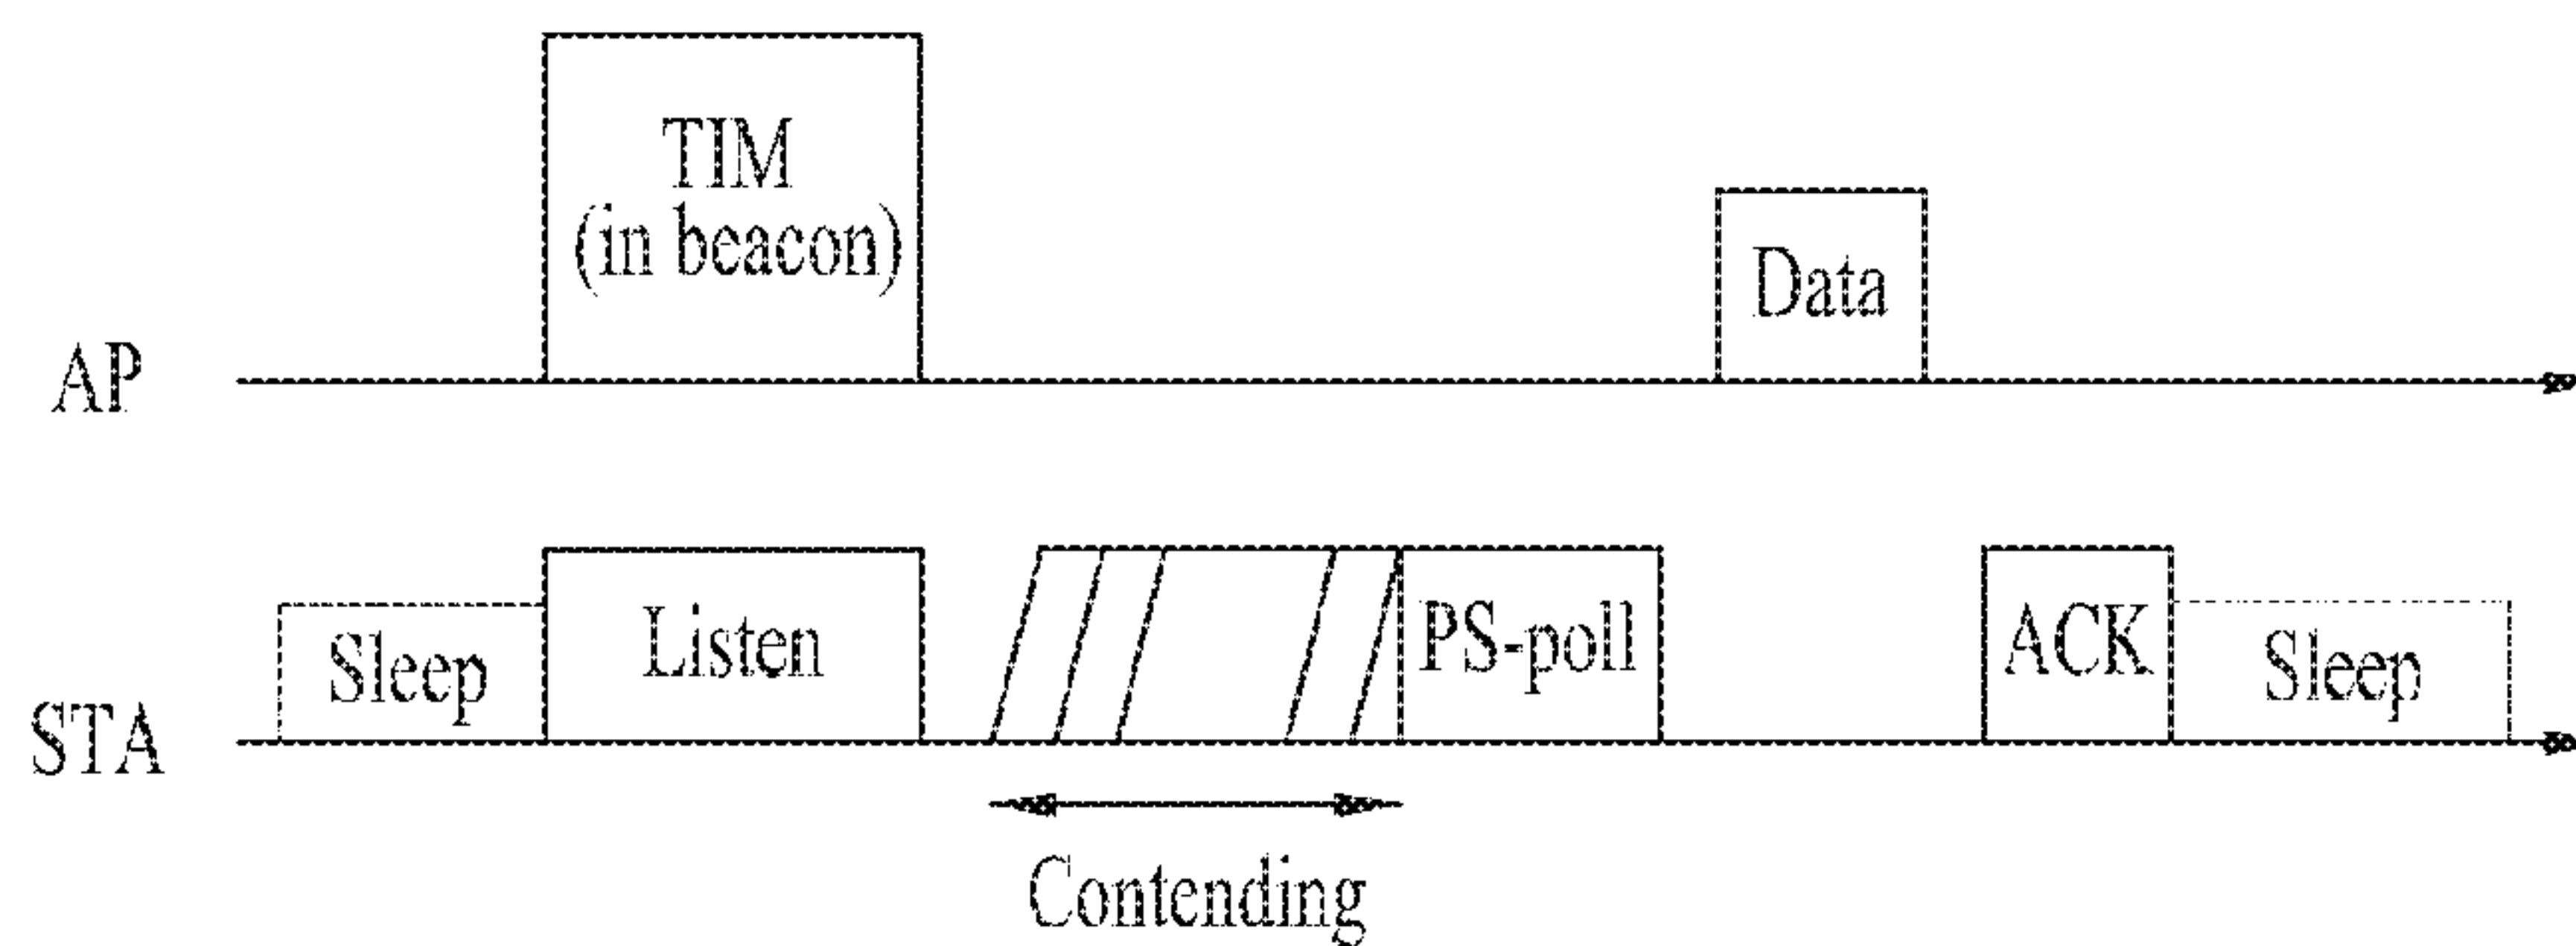 TIM
(in beacon)
Data
AP
Sleep
Listen
PS-poll
ACK
Sleep
STA
Contending